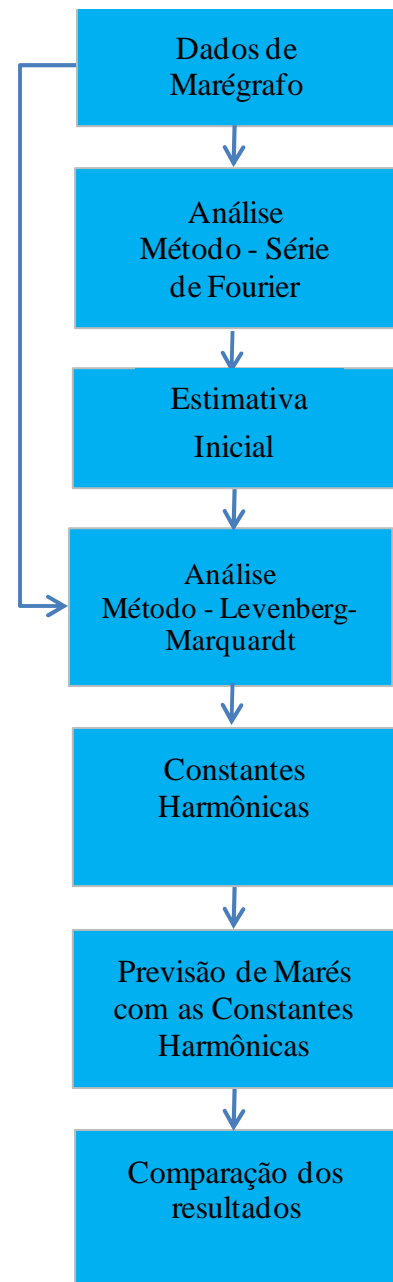 Dados de
Marégrafo
Análise
Método - Série
de Fourier
Estimativa
Inicial
Análise
Método - Levenberg-
Marquardt
Constantes
Harmônicas
Previsão de Marés
com as Constantes
Harmônicas
Comparação dos
resultados